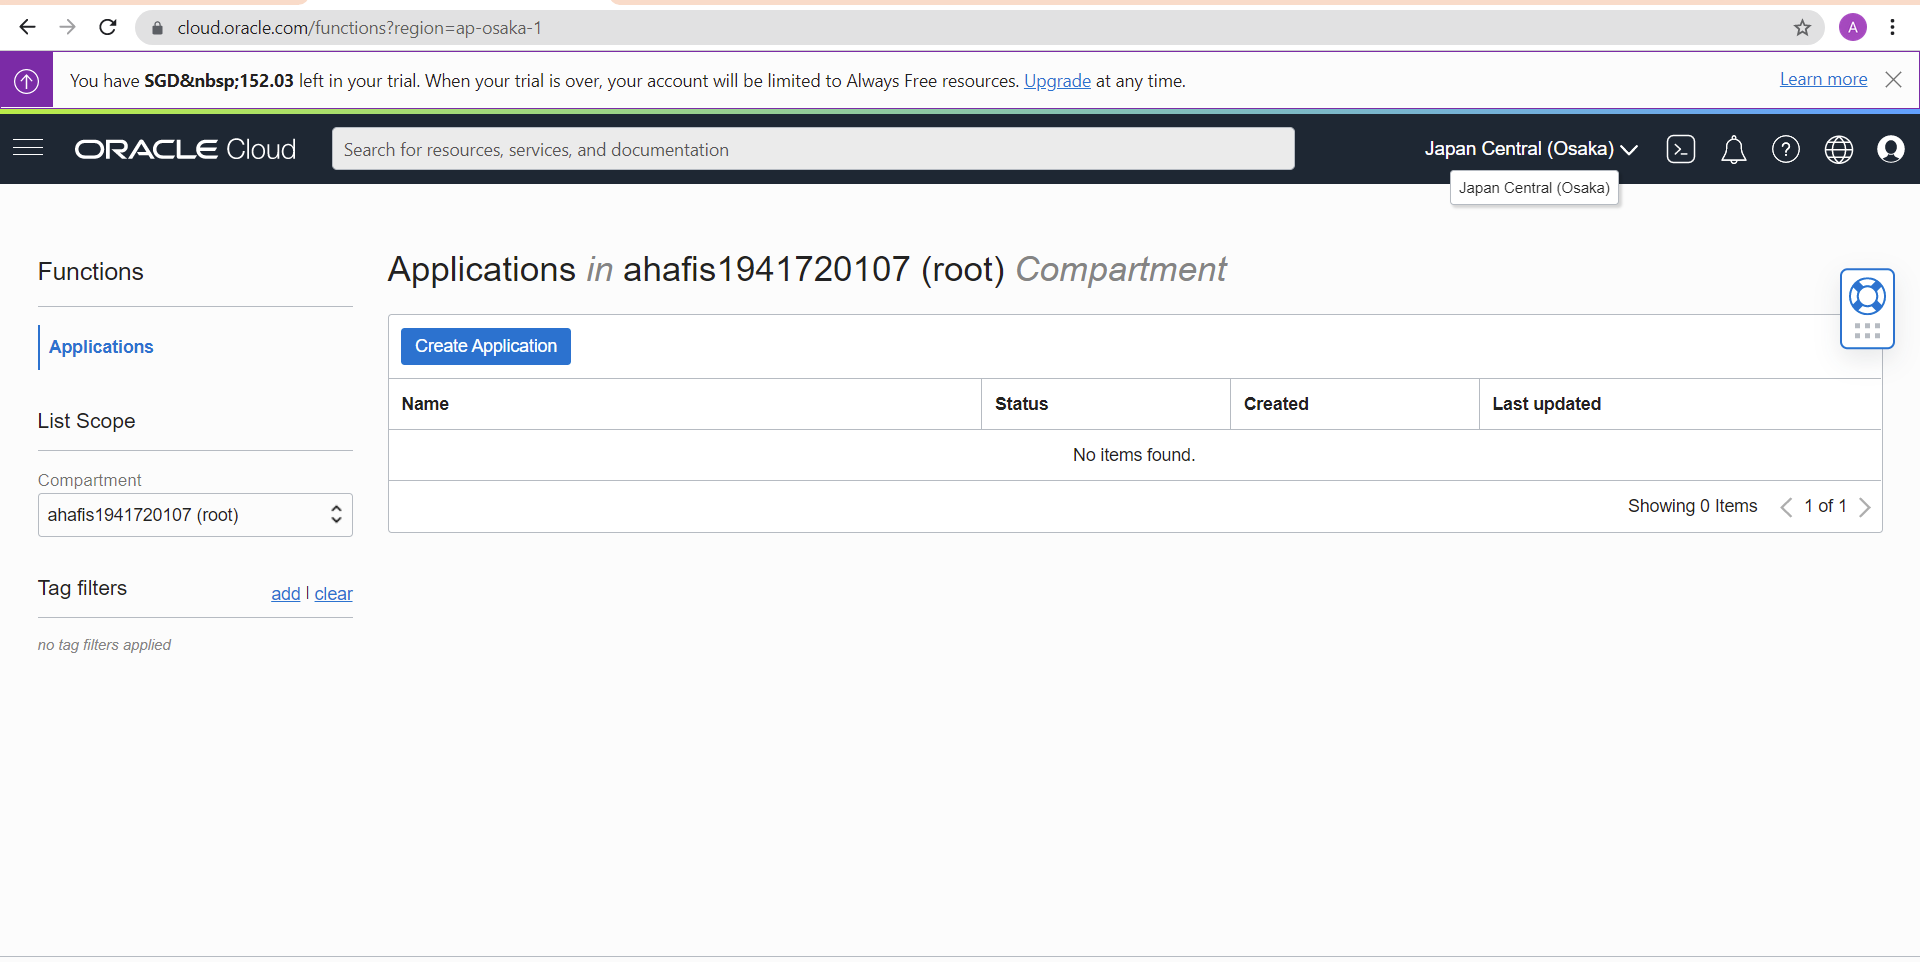 cloud.oracle.com/functions?region=ap-osaka-1
A
You have SGD&nbsp;152.03 left in your trial. When your trial is over, your account will be limited to Always Free resources. Upgrade at any time.
Learn more
ORACLE Cloud
Search for resources, services, and documentation
Japan Central (Osaka)
Japan Central (Osaka)
Functions
Applications
List Scope
Compartment
ahafis1941720107 (root)
Tag filters
add | clear
no tag filters applied
Applications in ahafis1941720107 (root) Compartment
Create Application
Name Status Created Last updated
No items found.
Showing 0 Items 1 of 1